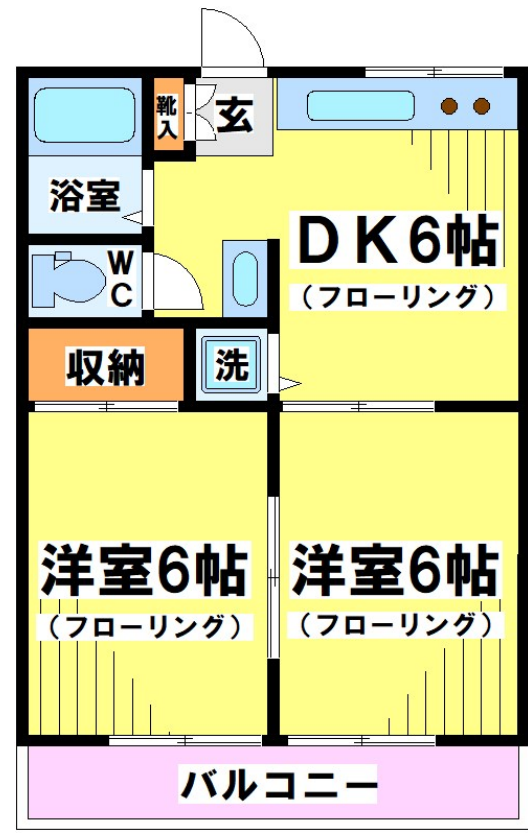 靴入
玄
浴室
DK6帖
(フローリング)
WC
収納
洗
洋室6帖
(フローリング)
洋室6帖
(フローリング)
バルコニー